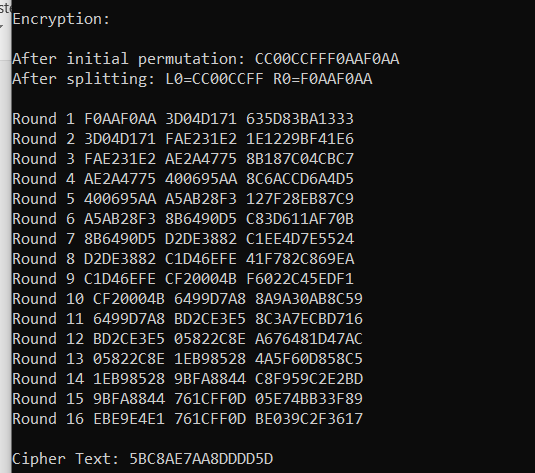 ste
Encryption:
After initial permutation: CC00CCFFF0AAF0AA
After splitting: L0=CC00CCFF R0=F0AAF0AA
Round 1 F0AAF0AA 3D04D171 635D83BA1333
Round 2 3D04D171 FAE231E2 1E1229BF41E6
Round 3 FAE231E2 AE2A4775 8B187C04CBC7
Round 4 AE2A4775 400695AA 8C6ACCD6A4D5
Round 5 400695AA A5AB28F3 127F28EB87C9
Round 6 A5AB28F3 8B6490D5 C83D611AF70B
Round 7 8B6490D5 D2DE3882 C1EE4D7E5524
Round 8 D2DE3882 C1D46EFE 41F782C869EA
Round 9 C1D46EFE CF20004B F6022C45EDF1
Round 10 CF20004B 6499D7A8 8A9A30AB8C59
Round 11 6499D7A8 BD2CE3E5 8C3A7ECBD716
Round 12 BD2CE3E5 05822C8E A676481D47AC
Round 13 05822C8E 1EB98528 4A5F60D858C5
Round 14 1EB98528 9BFA8844 C8F959C2E2BD
Round 15 9BFA8844 761CFF0D 05E74BB33F89
Round 16 EBE9E4E1 761CFF0D BE039C2F3617
Cipher Text: 5BC8AE7AA8DDDD5D